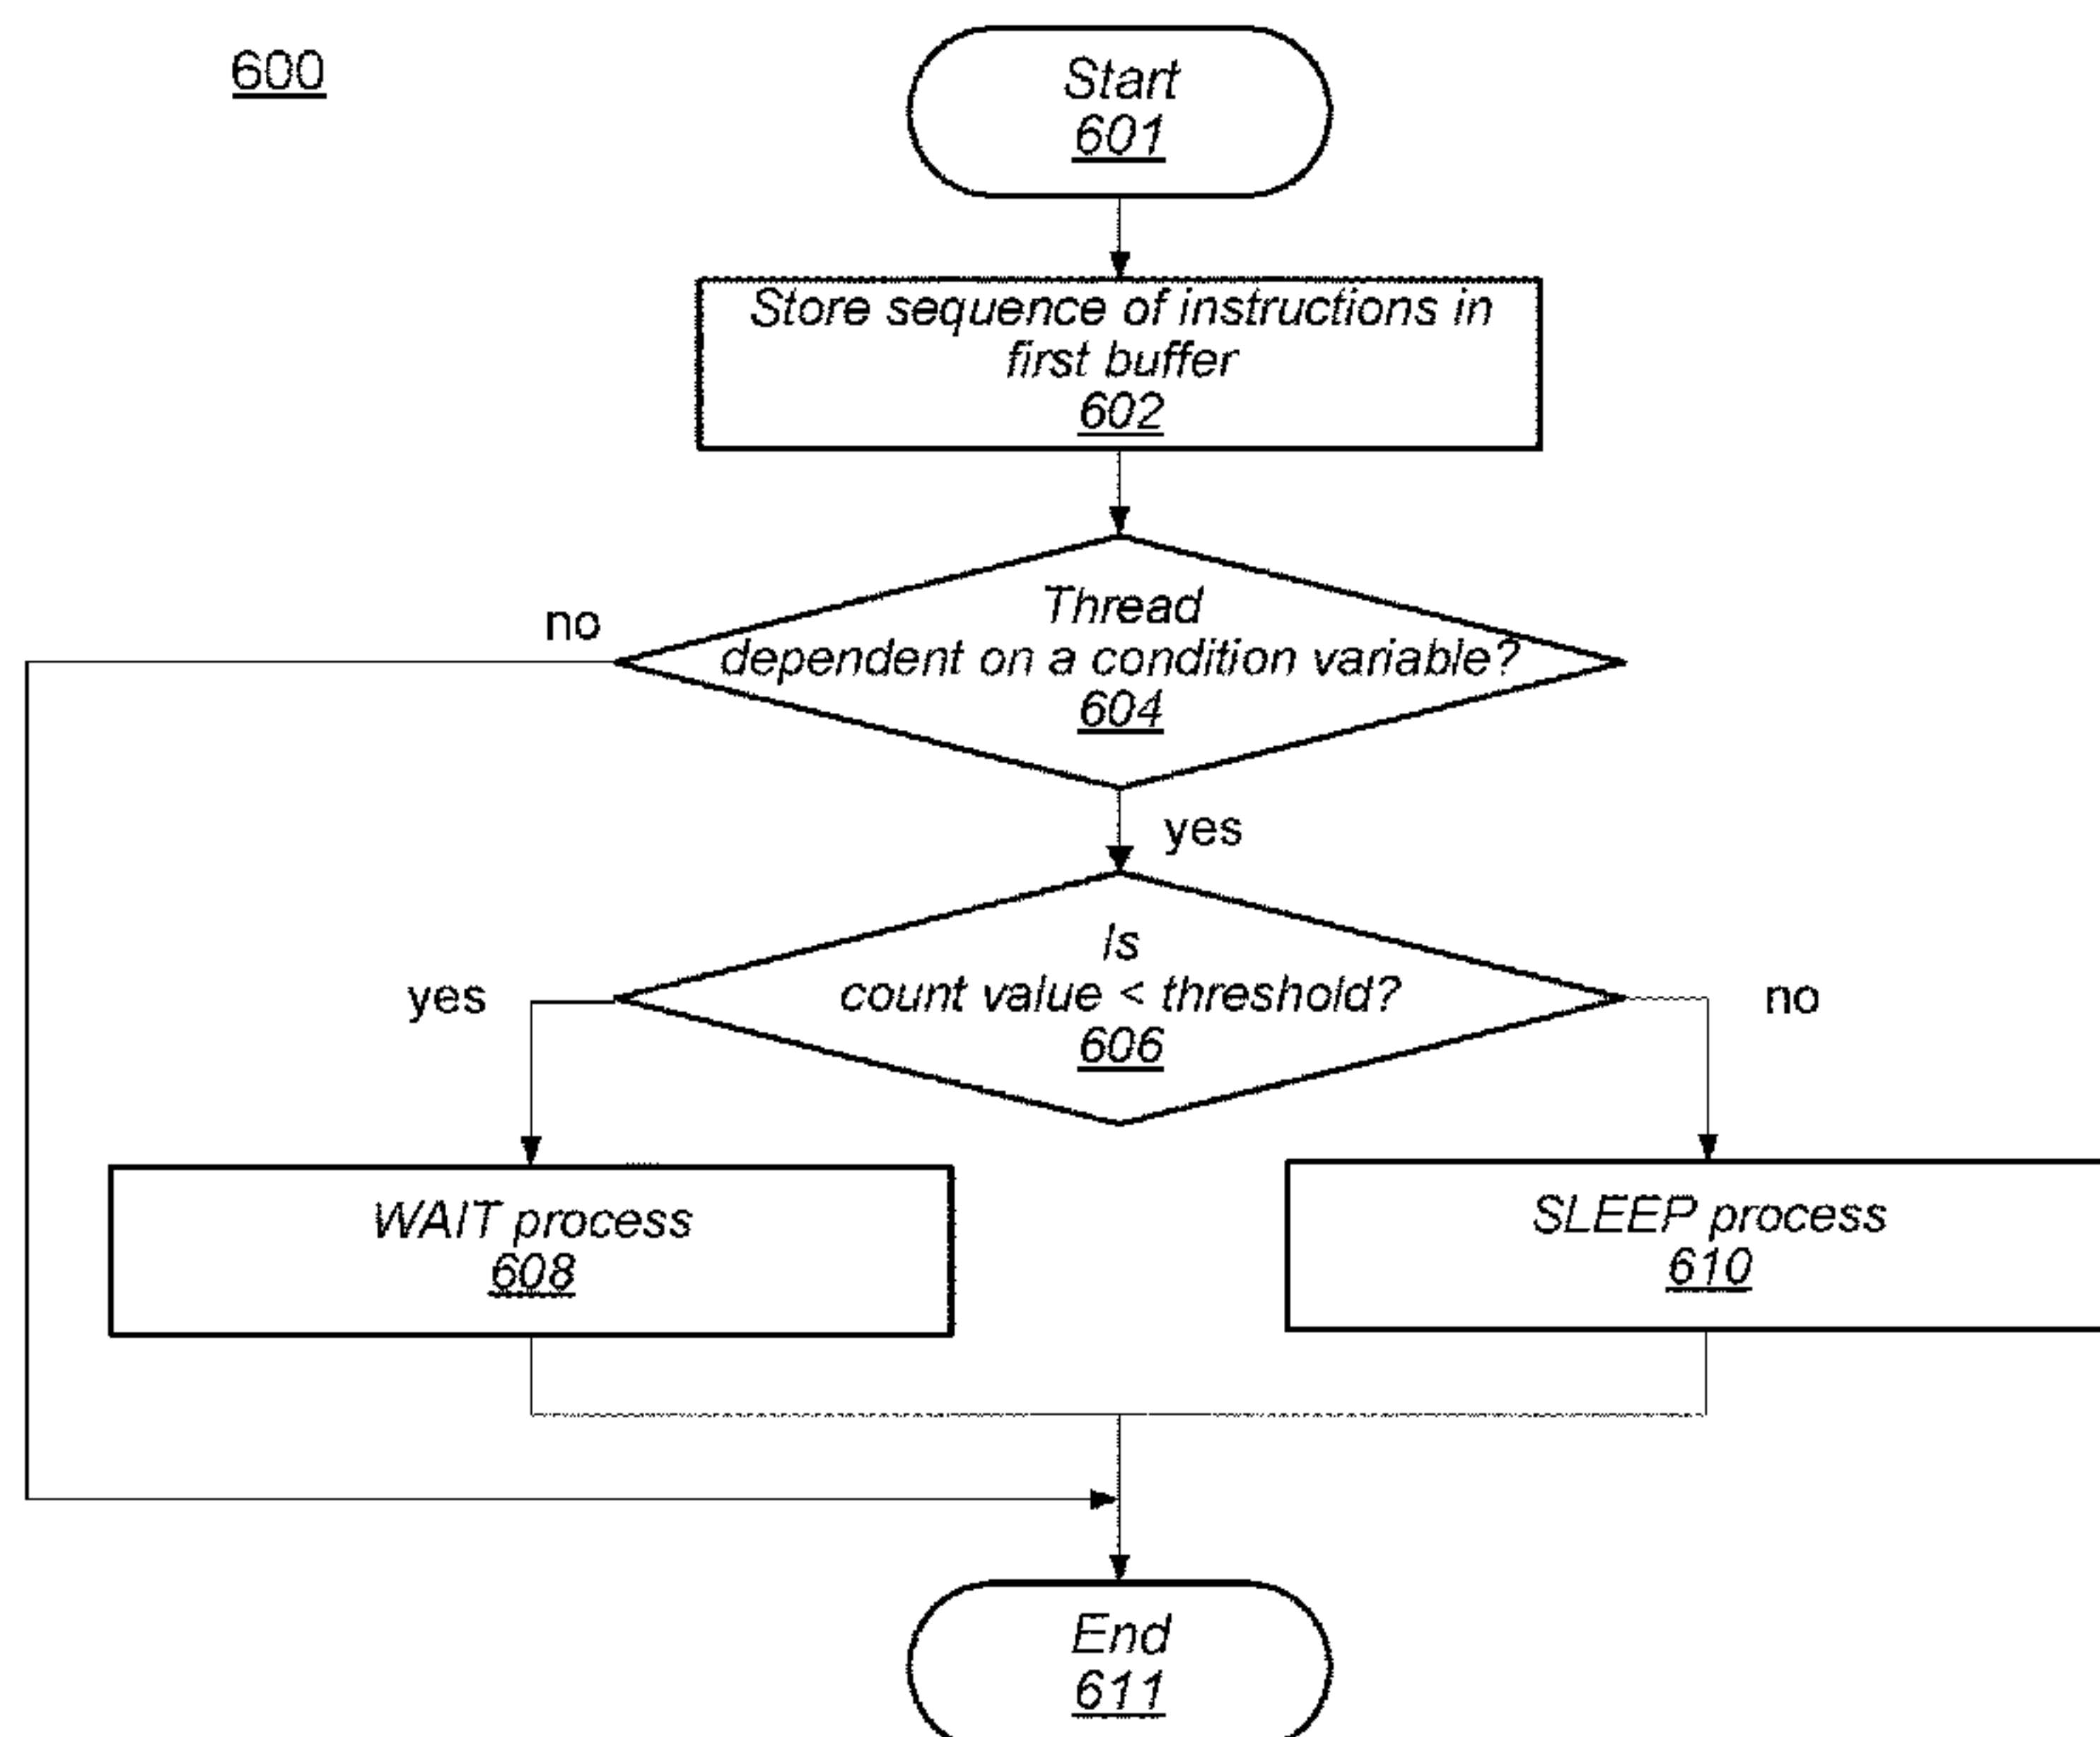 600
Start
601
Store sequence of instructions in
first buffer
602
Thread
dependent on a condition variable?
604
no
yes
Is
count value < threshold?
606
yes
no
WAIT process
608
SLEEP process
610
End
611